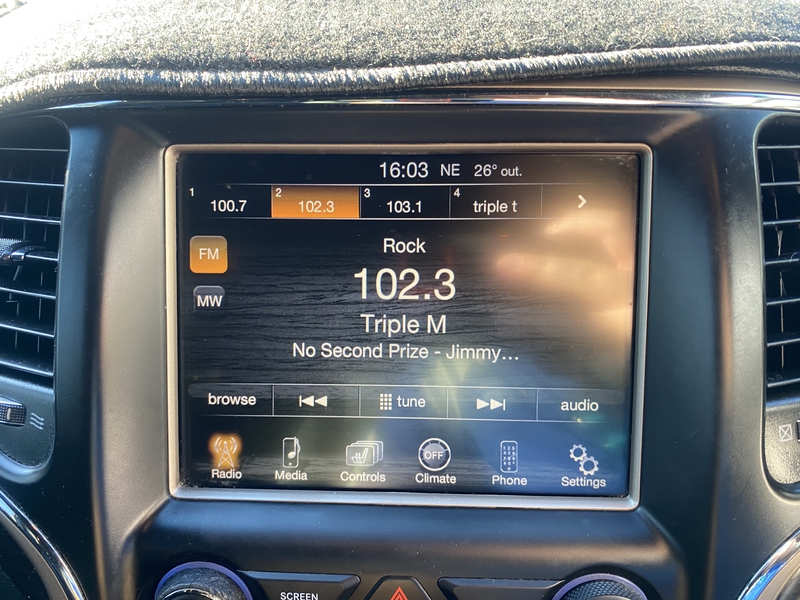 16:03 NE 26° out.
1 100.7 2 102.3 3 103.1 4 triple t
FM
Rock
102.3
MW
Triple M
No Second Prize - Jimmy...
browse tune audio
OFF
Radio Media Controls Climate Phone Settings
SCREEN